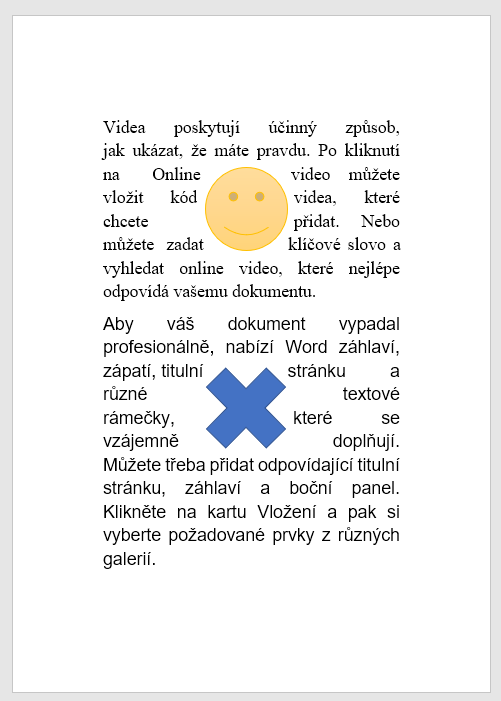 Videa poskytují účinný způsob,
jak ukázat, že máte pravdu. Po kliknutí
na Online video můžete
vložit kód videa, které
chcete přidat. Nebo
můžete zadat klíčové slovo a
vyhledat online video, které nejlépe
odpovídá vašemu dokumentu.
Aby váš dokument vypadal
profesionálně, nabízí Word záhlaví,
zápatí, titulní stránku a
různé textové
rámečky, které se
vzájemně doplňují.
Můžete třeba přidat odpovídající titulní
stránku, záhlaví a boční panel.
Klikněte na kartu Vložení a pak si
vyberte požadované prvky z různých
galerií.